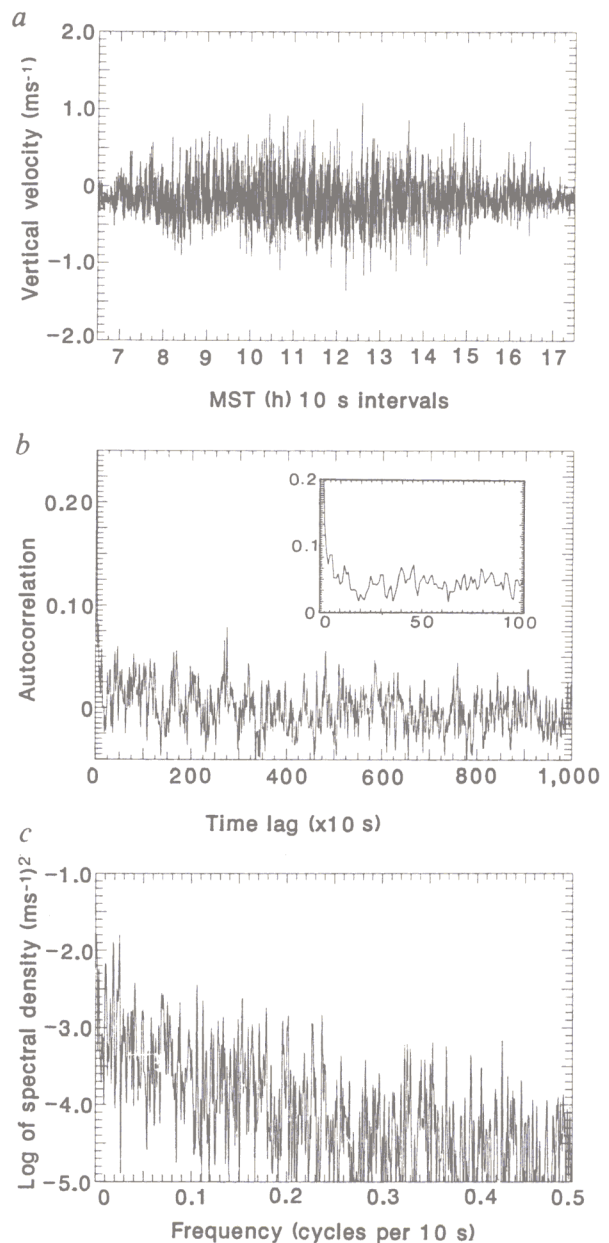 a
2.0
1.0
0
-1.0
-2.0
Vertical velocity (ms⁻¹)
7 8 9 10 11 12 13 14 15 16 17
MST (h) 10 s intervals
b
0.20
0.10
0
Autocorrelation
0.2
0.1
0
0 50 100
0 200 400 600 800 1,000
Time lag (x10 s)
c
-1.0
-2.0
-3.0
-4.0
-5.0
Log of spectral density (ms⁻¹)²
0 0.1 0.2 0.3 0.4 0.5
Frequency (cycles per 10 s)